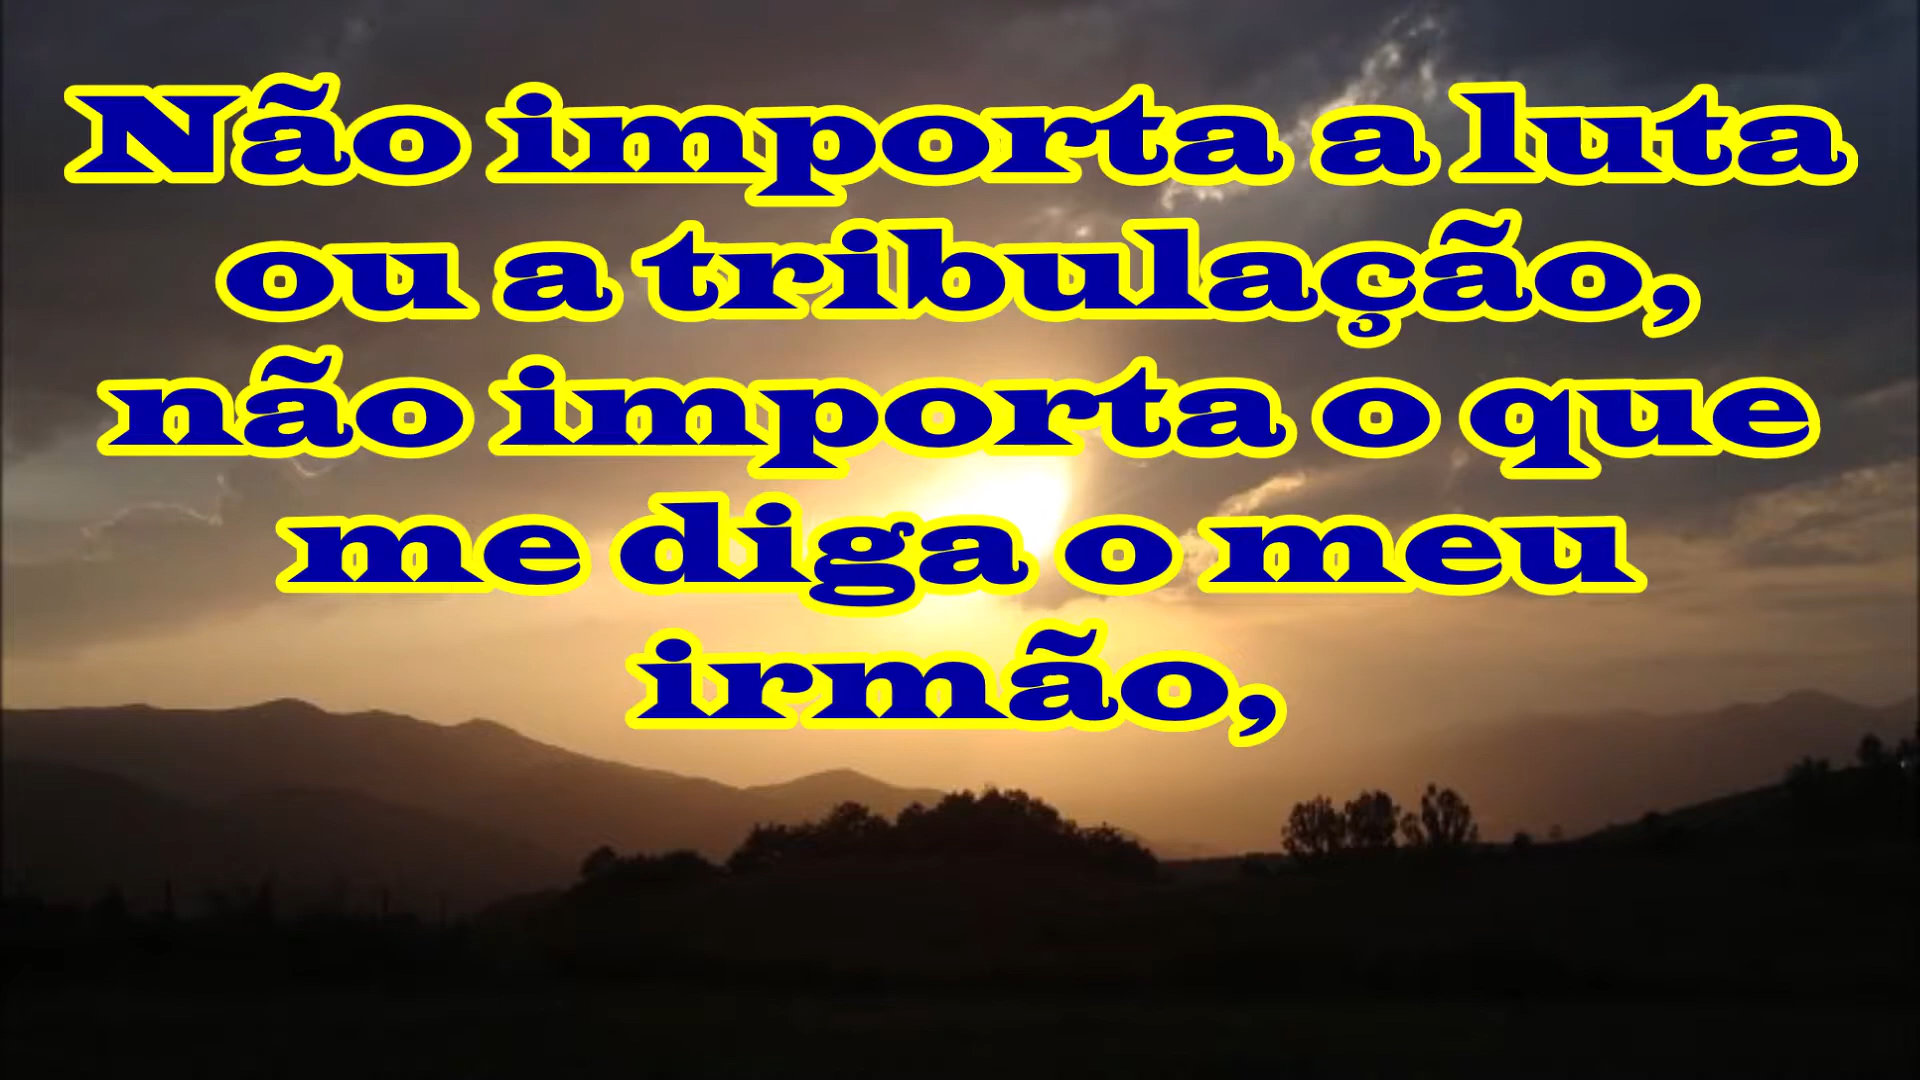 Não importa a luta
ou a tribulação,
não importa o que
me diga o meu
irmão,